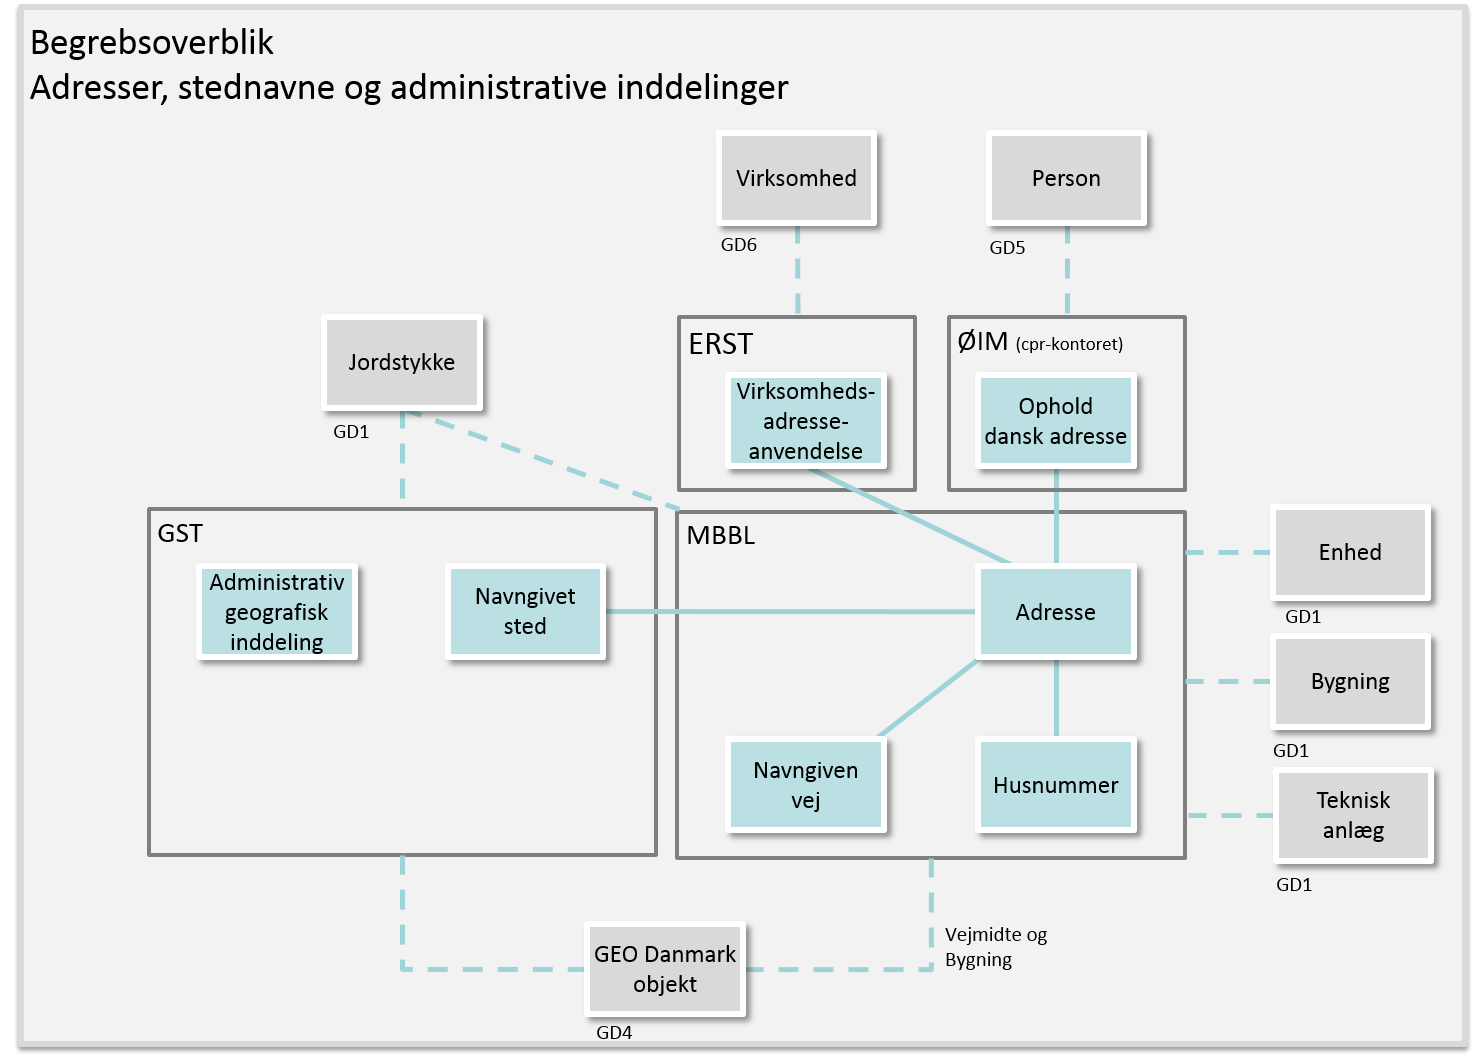 Begrebsoverblik
Adresser, stednavne og administrative inddelinger
Virksomhed
GD6
Person
GD5
Jordstykke
GD1
ERST
Virksomheds-
adresse-
anvendelse
ØIM (cpr-kontoret)
Ophold
dansk adresse
GST
Administrativ
geografisk
inddeling
Navngivet
sted
MBBL
Adresse
Navngiven
vej
Husnummer
Enhed
GD1
Bygning
GD1
Teknisk
anlæg
GD1
GEO Danmark
objekt
GD4
Vejmidte og
Bygning